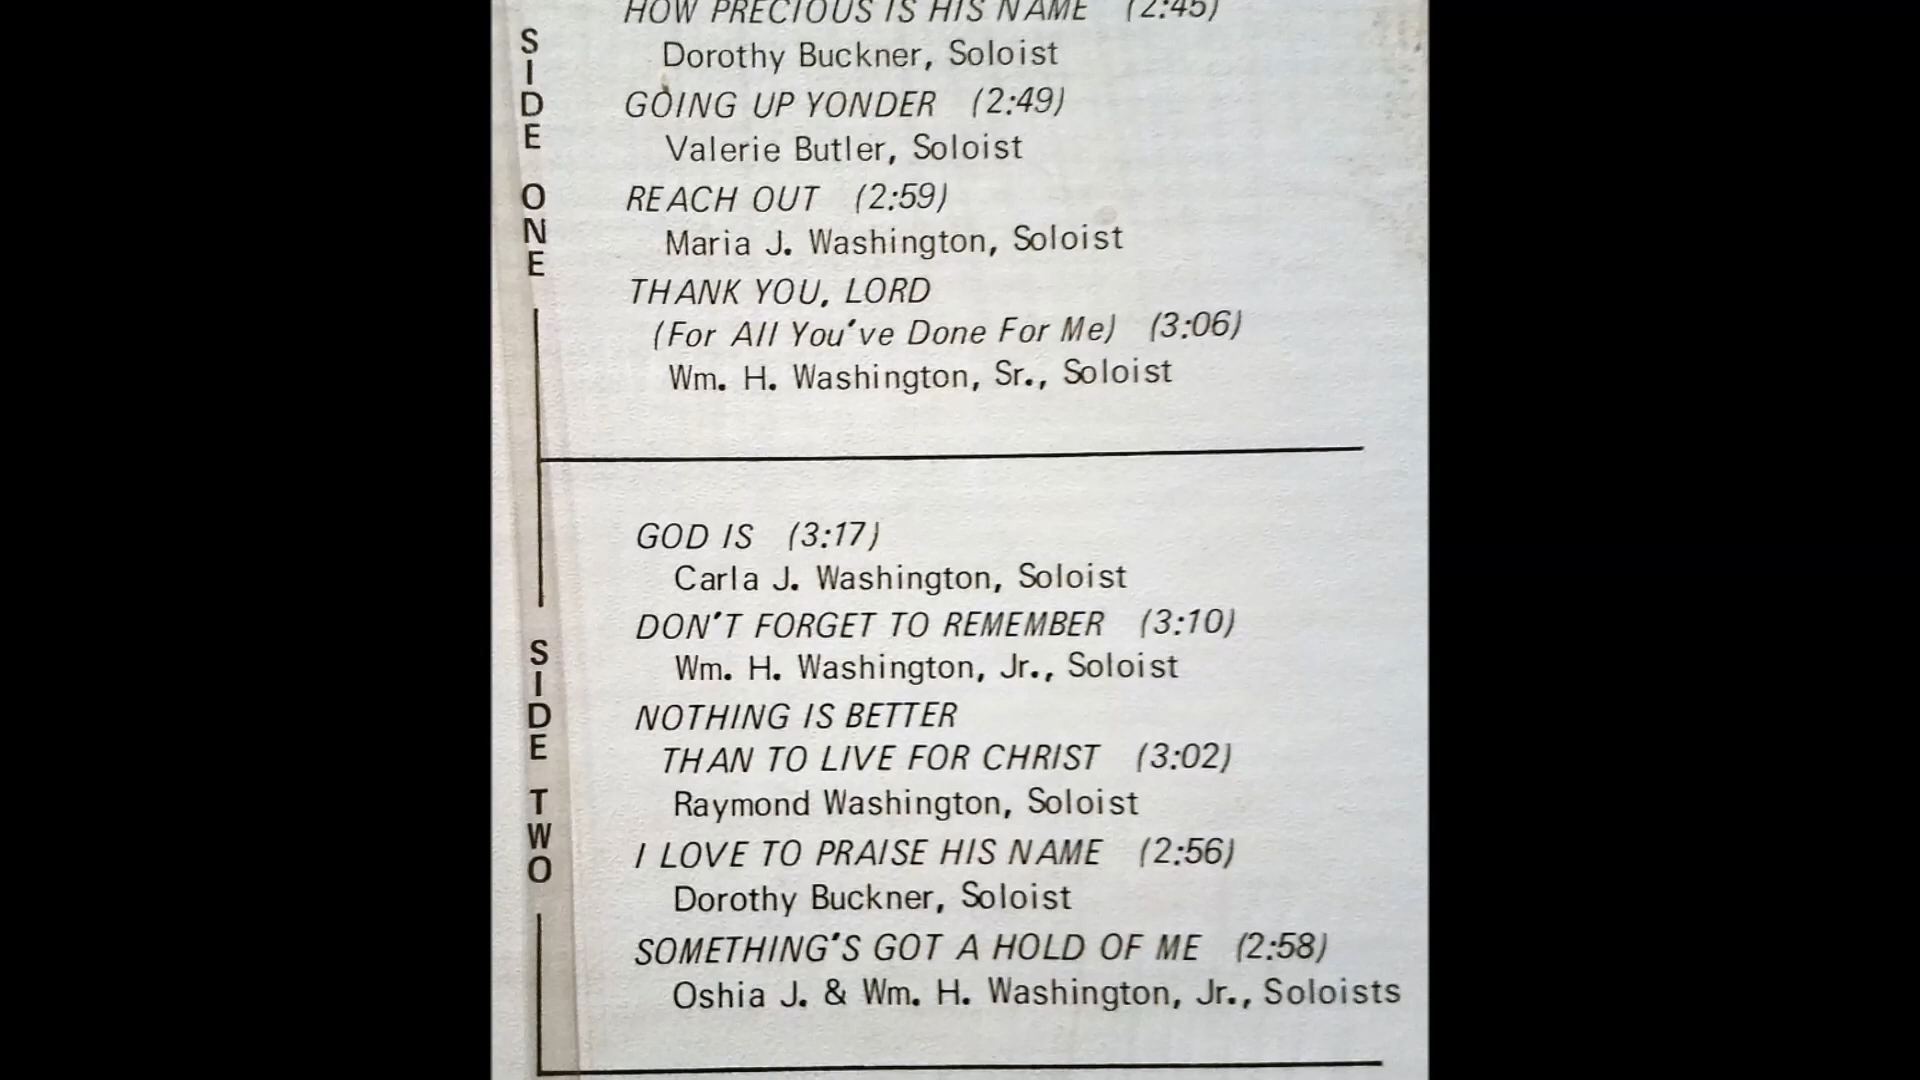 HOW PRECIOUS IS HIS NAME (2:45)
Dorothy Buckner, Soloist
GOING UP YONDER (2:49)
Valerie Butler, Soloist
REACH OUT (2:59)
Maria J. Washington, Soloist
THANK YOU, LORD
(For All You've Done For Me) (3:06)
Wm. H. Washington, Sr., Soloist
SIDE ONE
GOD IS (3:17)
Carla J. Washington, Soloist
DON'T FORGET TO REMEMBER (3:10)
Wm. H. Washington, Jr., Soloist
NOTHING IS BETTER
THAN TO LIVE FOR CHRIST (3:02)
Raymond Washington, Soloist
I LOVE TO PRAISE HIS NAME (2:56)
Dorothy Buckner, Soloist
SOMETHING'S GOT A HOLD OF ME (2:58)
Oshia J. & Wm. H. Washington, Jr., Soloists
SIDE TWO